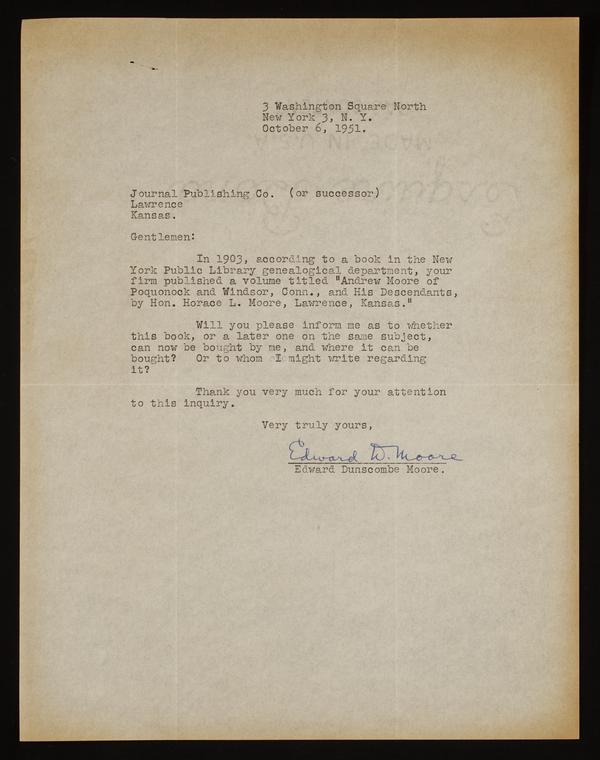 3 Washington Square North
New York 3, N. Y.
October 6, 1951.
Journal Publishing Co. (or successor)
Lawrence
Kansas.
Gentlemen:
In 1903, according to a book in the New
York Public Library genealogical department, your
firm published a volume titled "Andrew Moore of
Poquonock and Windsor, Conn., and His Descendants,
by Hon. Horace L. Moore, Lawrence, Kansas."
Will you please inform me as to whether
this book, or a later one on the same subject,
can now be bought by me, and where it can be
bought? Or to whom I might write regarding
it?
Thank you very much for your attention
to this inquiry.
Very truly yours,
Edward D. Moore
Edward Dunscombe Moore.
MADE IN U.S.A.